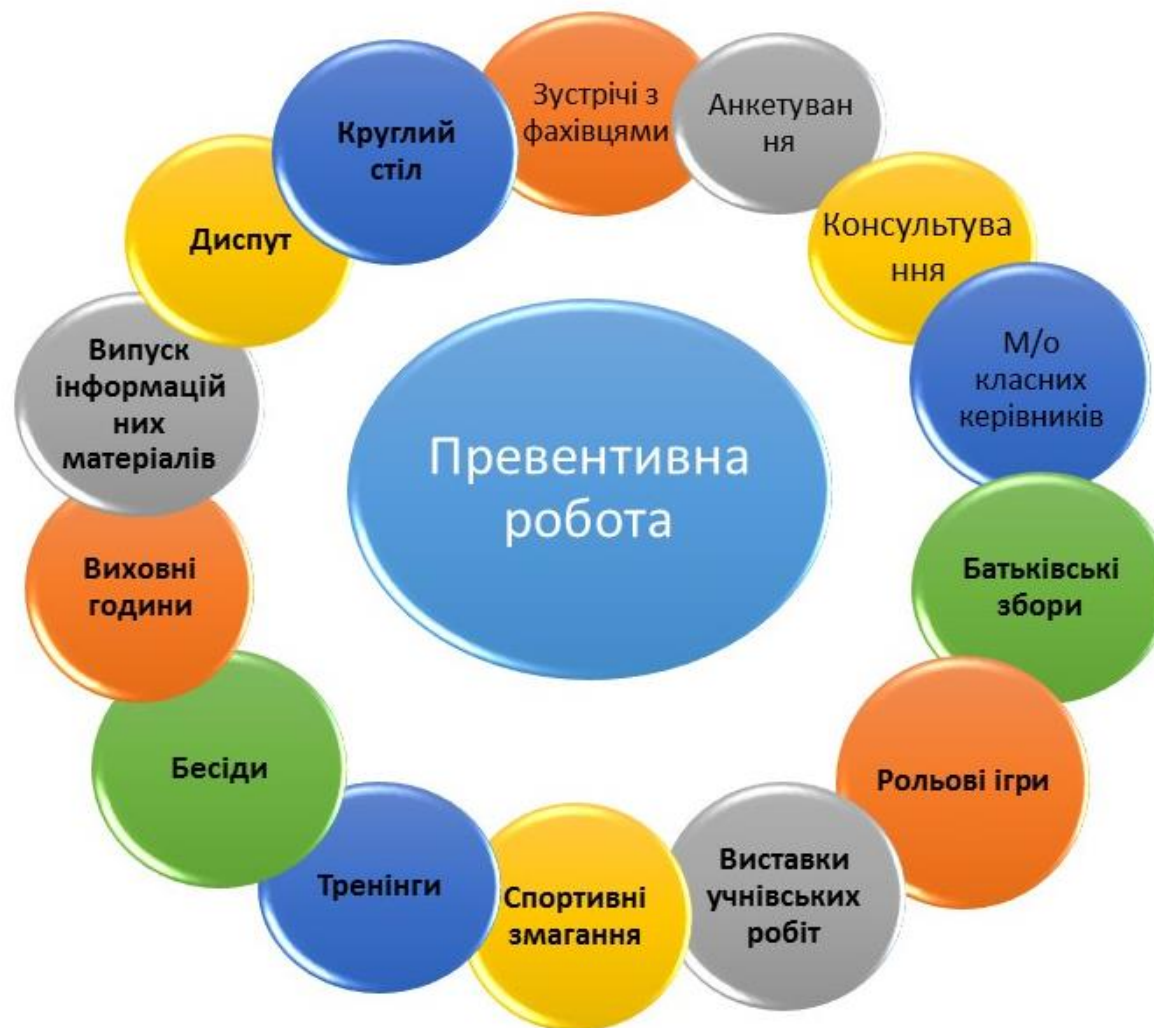 Зустрічі з
фахівцями
Анкетуван
ня
Консультува
ння
М/о
класних
керівників
Батьківські
збори
Рольові ігри
Виставки
учнівських
робіт
Спортивні
змагання
Тренінги
Бесіди
Виховні
години
Випуск
інформацій
них
матеріалів
Диспут
Круглий
стіл
Превентивна
робота